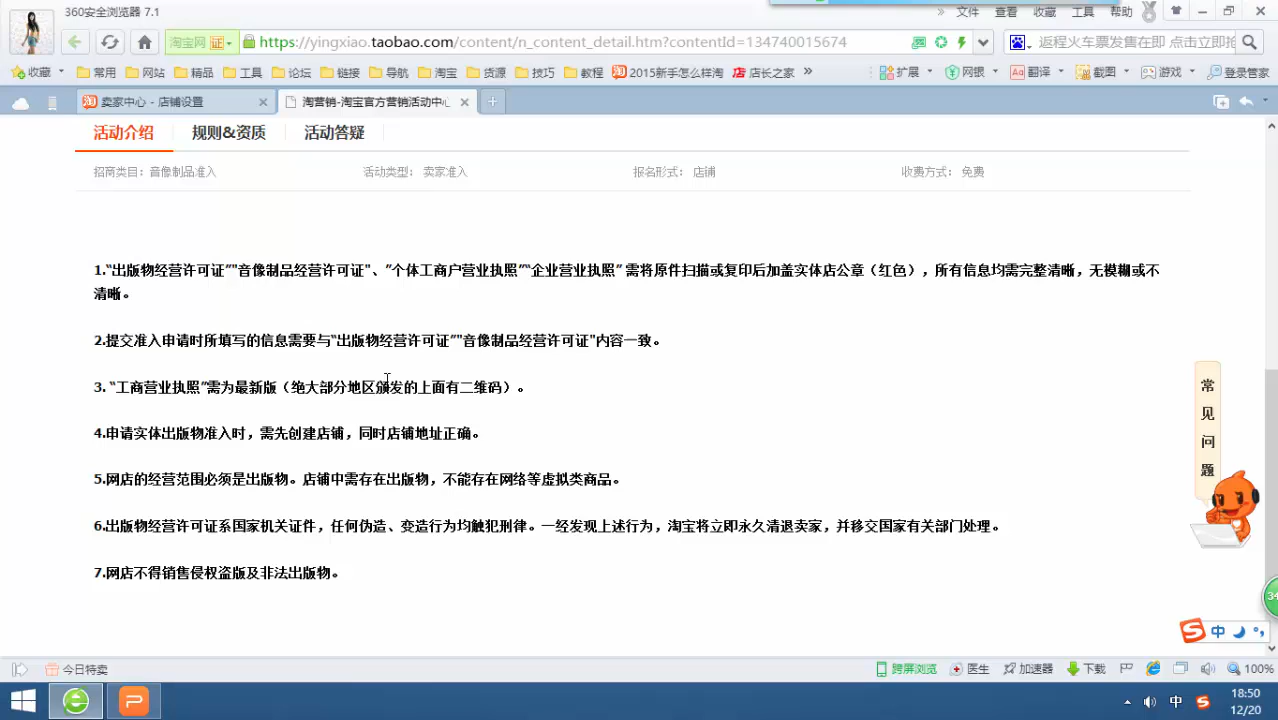 360安全浏览器 7.1
» 文件 查看 收藏 工具 帮助
淘宝网 证
https://yingxiao.taobao.com/content/n_content_detail.htm?contentId=134740015674
返程火车票发售在即 点击立即抢
收藏 常用 网站 精品 工具 论坛 链接 导航 淘宝 货源 技巧 教程 2015新手怎么样淘 店长之家 » 扩展 网银 翻译 截图 游戏 登录管家
卖家中心 - 店铺设置
淘营销-淘宝官方营销活动中心
活动介绍 规则&资质 活动答疑
招商类目：音像制品准入 活动类型：卖家准入 报名形式：店铺 收费方式：免费
1.“出版物经营许可证”“音像制品经营许可证”、“个体工商户营业执照”“企业营业执照” 需将原件扫描或复印后加盖实体店公章（红色），所有信息均需完整清晰，无模糊或不
清晰。
2.提交准入申请时所填写的信息需要与“出版物经营许可证”“音像制品经营许可证”内容一致。
3. “工商营业执照”需为最新版（绝大部分地区颁发的上面有二维码）。
4.申请实体出版物准入时，需先创建店铺，同时店铺地址正确。
5.网店的经营范围必须是出版物。店铺中需存在出版物，不能存在网络等虚拟类商品。
6.出版物经营许可证系国家机关证件，任何伪造、变造行为均触犯刑律。一经发现上述行为，淘宝将立即永久清退卖家，并移交国家有关部门处理。
7.网店不得销售侵权盗版及非法出版物。
常
见
问
题
34
中
今日特卖
跨屏浏览 医生 加速器 下载 100%
中
18:50
12/20